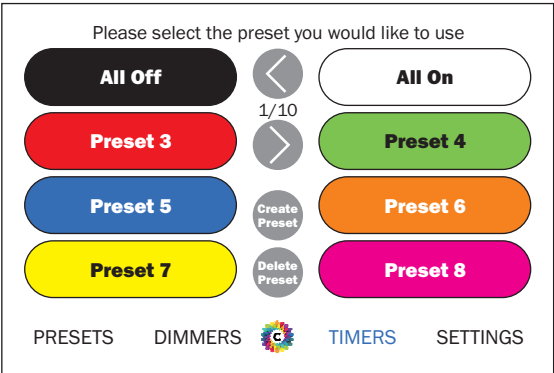 Please select the preset you would like to use
All Off
All On
1/10
Preset 3
Preset 4
Preset 5
Create
Preset
Preset 6
Preset 7
Delete
Preset
Preset 8
PRESETS DIMMERS C TIMERS SETTINGS